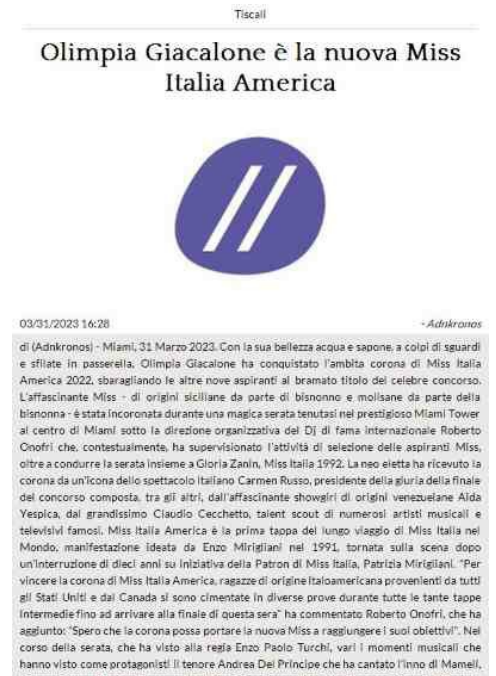 Tiscali
Olimpia Giacalone è la nuova Miss
Italia America
03/31/2023 16:28
- Adnkronos
di (Adnkronos) - Miami, 31 Marzo 2023. Con la sua bellezza acqua e sapone, a colpi di sguardi
e sfilate in passerella, Olimpia Giacalone ha conquistato l'ambita corona di Miss Italia
America 2022, sbaragliando le altre nove aspiranti al bramato titolo del celebre concorso.
L'affascinante Miss - di origini siciliane da parte di bisnonno e molisane da parte della
bisnonna - è stata incoronata durante una magica serata tenutasi nel prestigioso Miami Tower
al centro di Miami sotto la direzione organizzativa del Dj di fama internazionale Roberto
Onofri che, contestualmente, ha supervisionato l'attività di selezione delle aspiranti Miss,
oltre a condurre la serata insieme a Gloria Zanin, Miss Italia 1992. La neo eletta ha ricevuto la
corona da un'icona dello spettacolo italiano Carmen Russo, presidente della giuria della finale
del concorso composta, tra gli altri, dall'affascinante showgirl di origini venezuelane Aida
Yespica, dal grandissimo Claudio Cecchetto, talent scout di numerosi artisti musicali e
televisivi famosi. Miss Italia America è la prima tappa del lungo viaggio di Miss Italia nel
Mondo, manifestazione ideata da Enzo Mirigliani nel 1991, tornata sulla scena dopo
un'interruzione di dieci anni su iniziativa della Patron di Miss Italia, Patrizia Mirigliani. "Per
vincere la corona di Miss Italia America, ragazze di origine italoamericana provenienti da tutti
gli Stati Uniti e dal Canada si sono cimentate in diverse prove durante tutte le tante tappe
intermedie fino ad arrivare alla finale di questa sera" ha commentato Roberto Onofri, che ha
aggiunto: "Spero che la corona possa portare la nuova Miss a raggiungere i suoi obiettivi". Nel
corso della serata, che ha visto alla regia Enzo Paolo Turchi, vari i momenti musicali che
hanno visto come protagonisti il tenore Andrea Del Principe che ha cantato l'inno di Mameli,